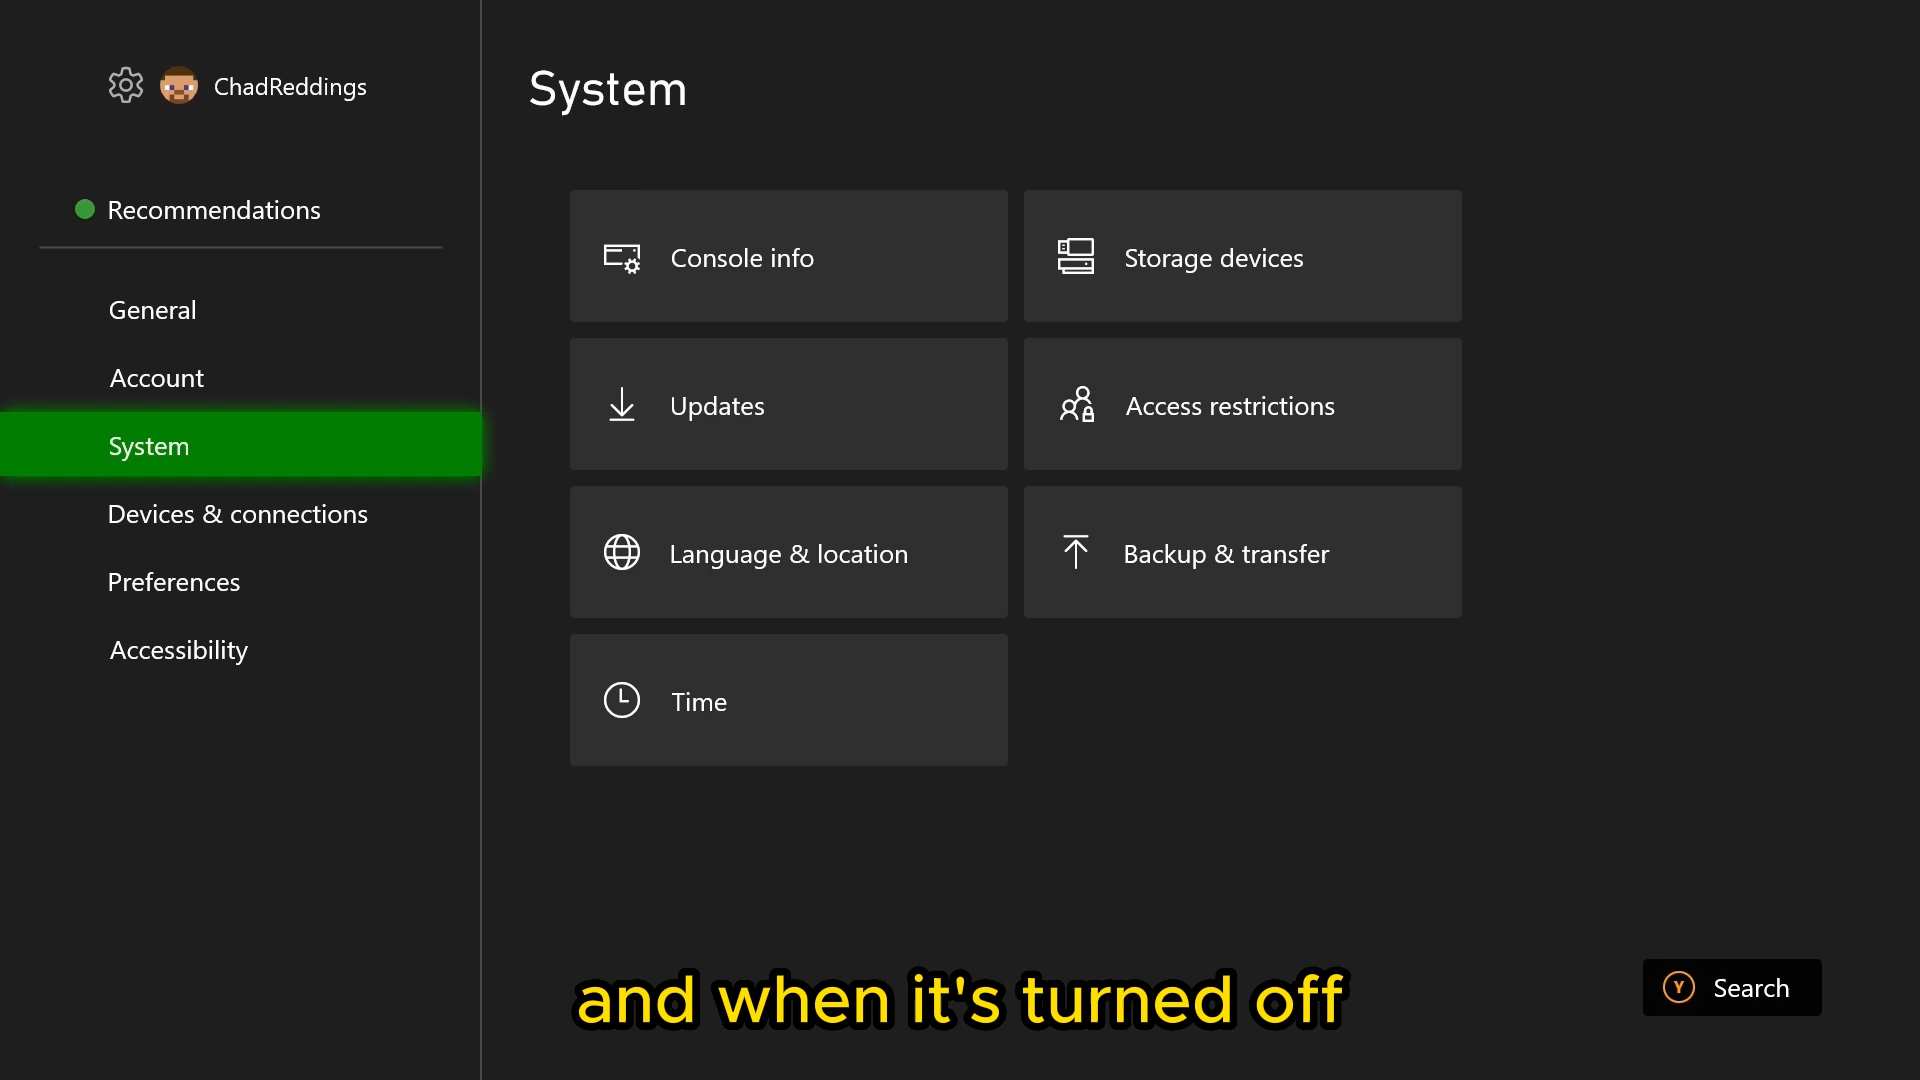 ChadReddings
Recommendations
General
Account
System
Devices & connections
Preferences
Accessibility
System
Console info
Storage devices
Updates
Access restrictions
Language & location
Backup & transfer
Time
and when it's turned off
Y Search